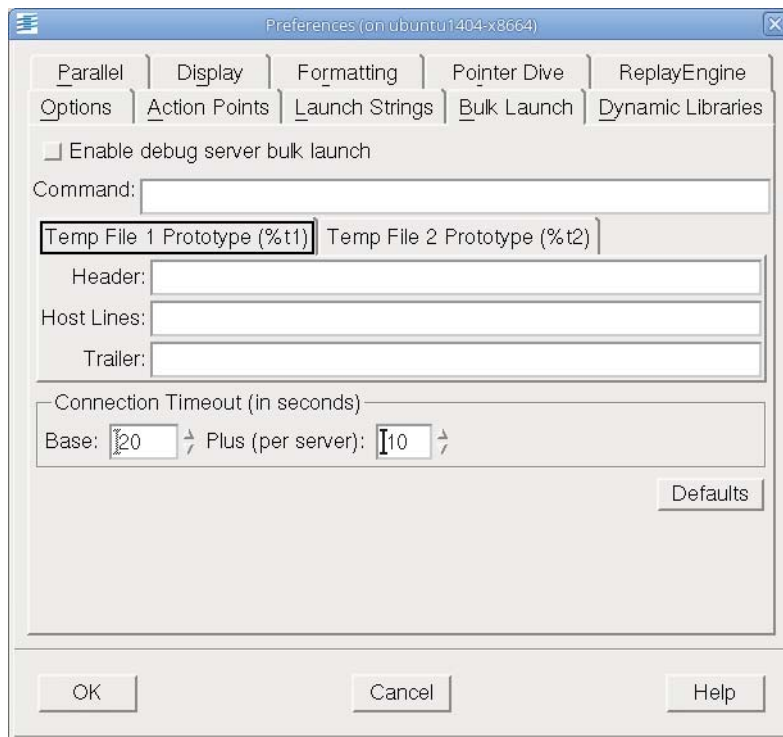 Preferences (on ubuntu1404-x8664)
Parallel Display Formatting Pointer Dive ReplayEngine
Options Action Points Launch Strings Bulk Launch Dynamic Libraries
Enable debug server bulk launch
Command:
Temp File 1 Prototype (%t1) Temp File 2 Prototype (%t2)
Header:
Host Lines:
Trailer:
Connection Timeout (in seconds)
Base: 20 Plus (per server): 10
Defaults
OK Cancel Help